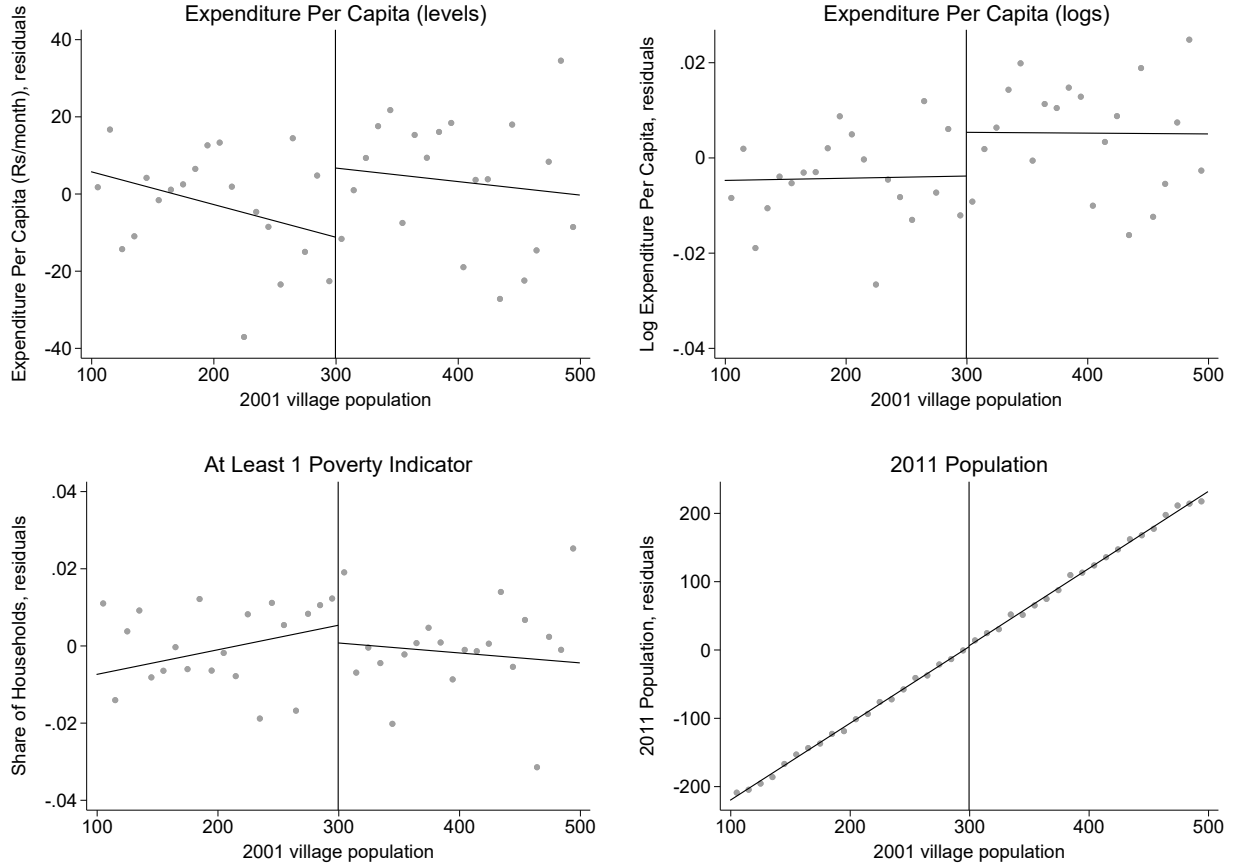 Expenditure Per Capita (levels)
Expenditure Per Capita (Rs/month), residuals
40
20
0
-20
-40
100 200 300 400 500
2001 village population
Expenditure Per Capita (logs)
Log Expenditure Per Capita, residuals
.02
0
-.02
-.04
100 200 300 400 500
2001 village population
At Least 1 Poverty Indicator
Share of Households, residuals
.04
.02
0
-.02
-.04
100 200 300 400 500
2001 village population
2011 Population
2011 Population, residuals
200
100
0
-100
-200
100 200 300 400 500
2001 village population